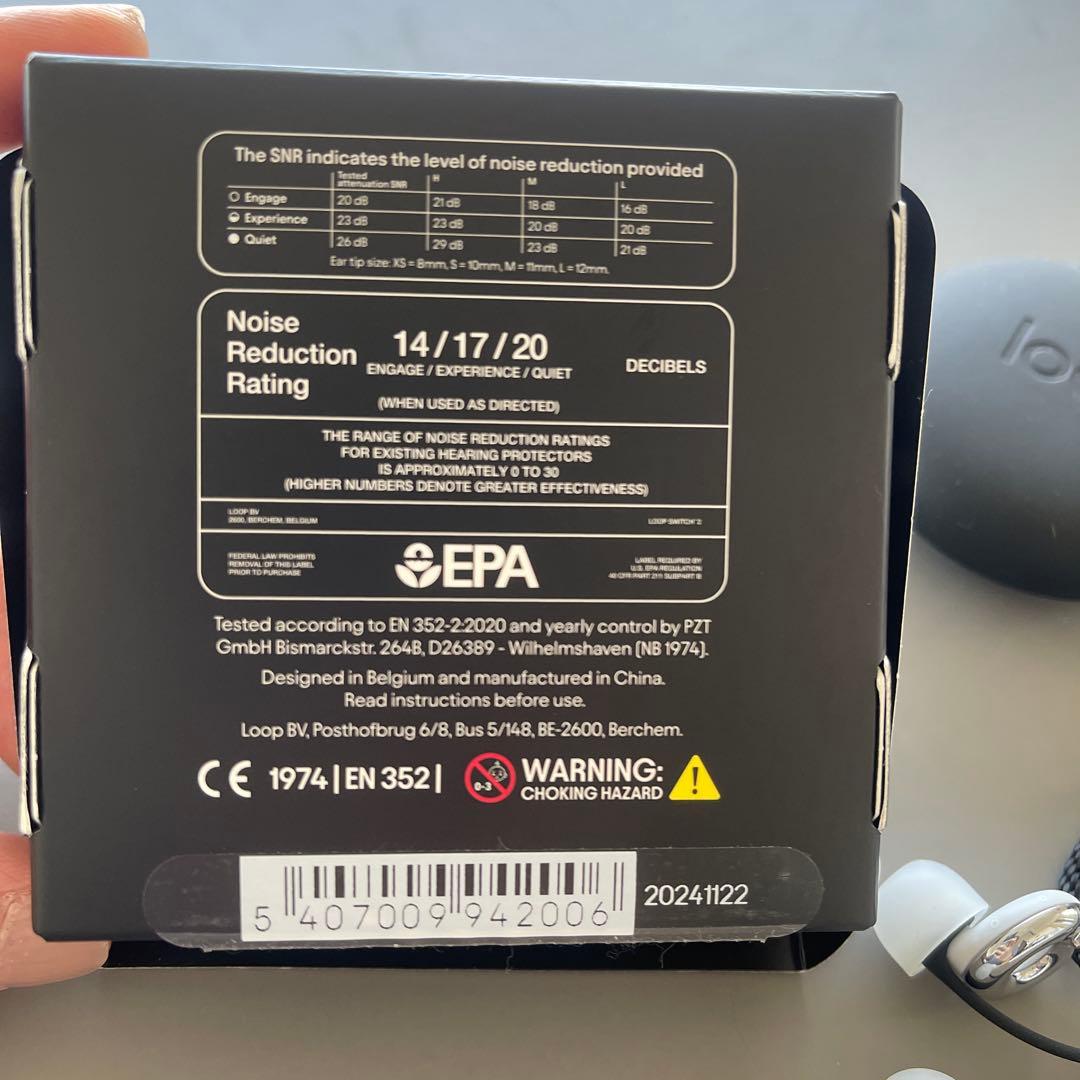 The SNR indicates the level of noise reduction provided
Tested attenuation SNR H M L
Engage 20 dB 21 dB 18 dB 16 dB
Experience 23 dB 23 dB 20 dB 20 dB
Quiet 26 dB 29 dB 23 dB 21 dB
Ear tip size: XS = 8mm, S = 10mm, M = 11mm, L = 12mm.
Noise
Reduction
Rating
14 / 17 / 20
ENGAGE / EXPERIENCE / QUIET
(WHEN USED AS DIRECTED)
DECIBELS
THE RANGE OF NOISE REDUCTION RATINGS
FOR EXISTING HEARING PROTECTORS
IS APPROXIMATELY 0 TO 30
(HIGHER NUMBERS DENOTE GREATER EFFECTIVENESS)
LOOP BV
2600, BERCHEM, BELGIUM
LOOP SWITCH 2
FEDERAL LAW PROHIBITS
REMOVAL OF THIS LABEL
PRIOR TO PURCHASE
EPA
LABEL REQUIRED BY
U.S. EPA REGULATION
40 CFR PART 211 SUBPART B
Tested according to EN 352-2:2020 and yearly control by PZT
GmbH Bismarckstr. 264B, D26389 - Wilhelmshaven (NB 1974).
Designed in Belgium and manufactured in China.
Read instructions before use.
Loop BV, Posthofbrug 6/8, Bus 5/148, BE-2600, Berchem.
CE 1974 | EN 352 |
0-3
WARNING:
CHOKING HAZARD
5 407009 942006
20241122